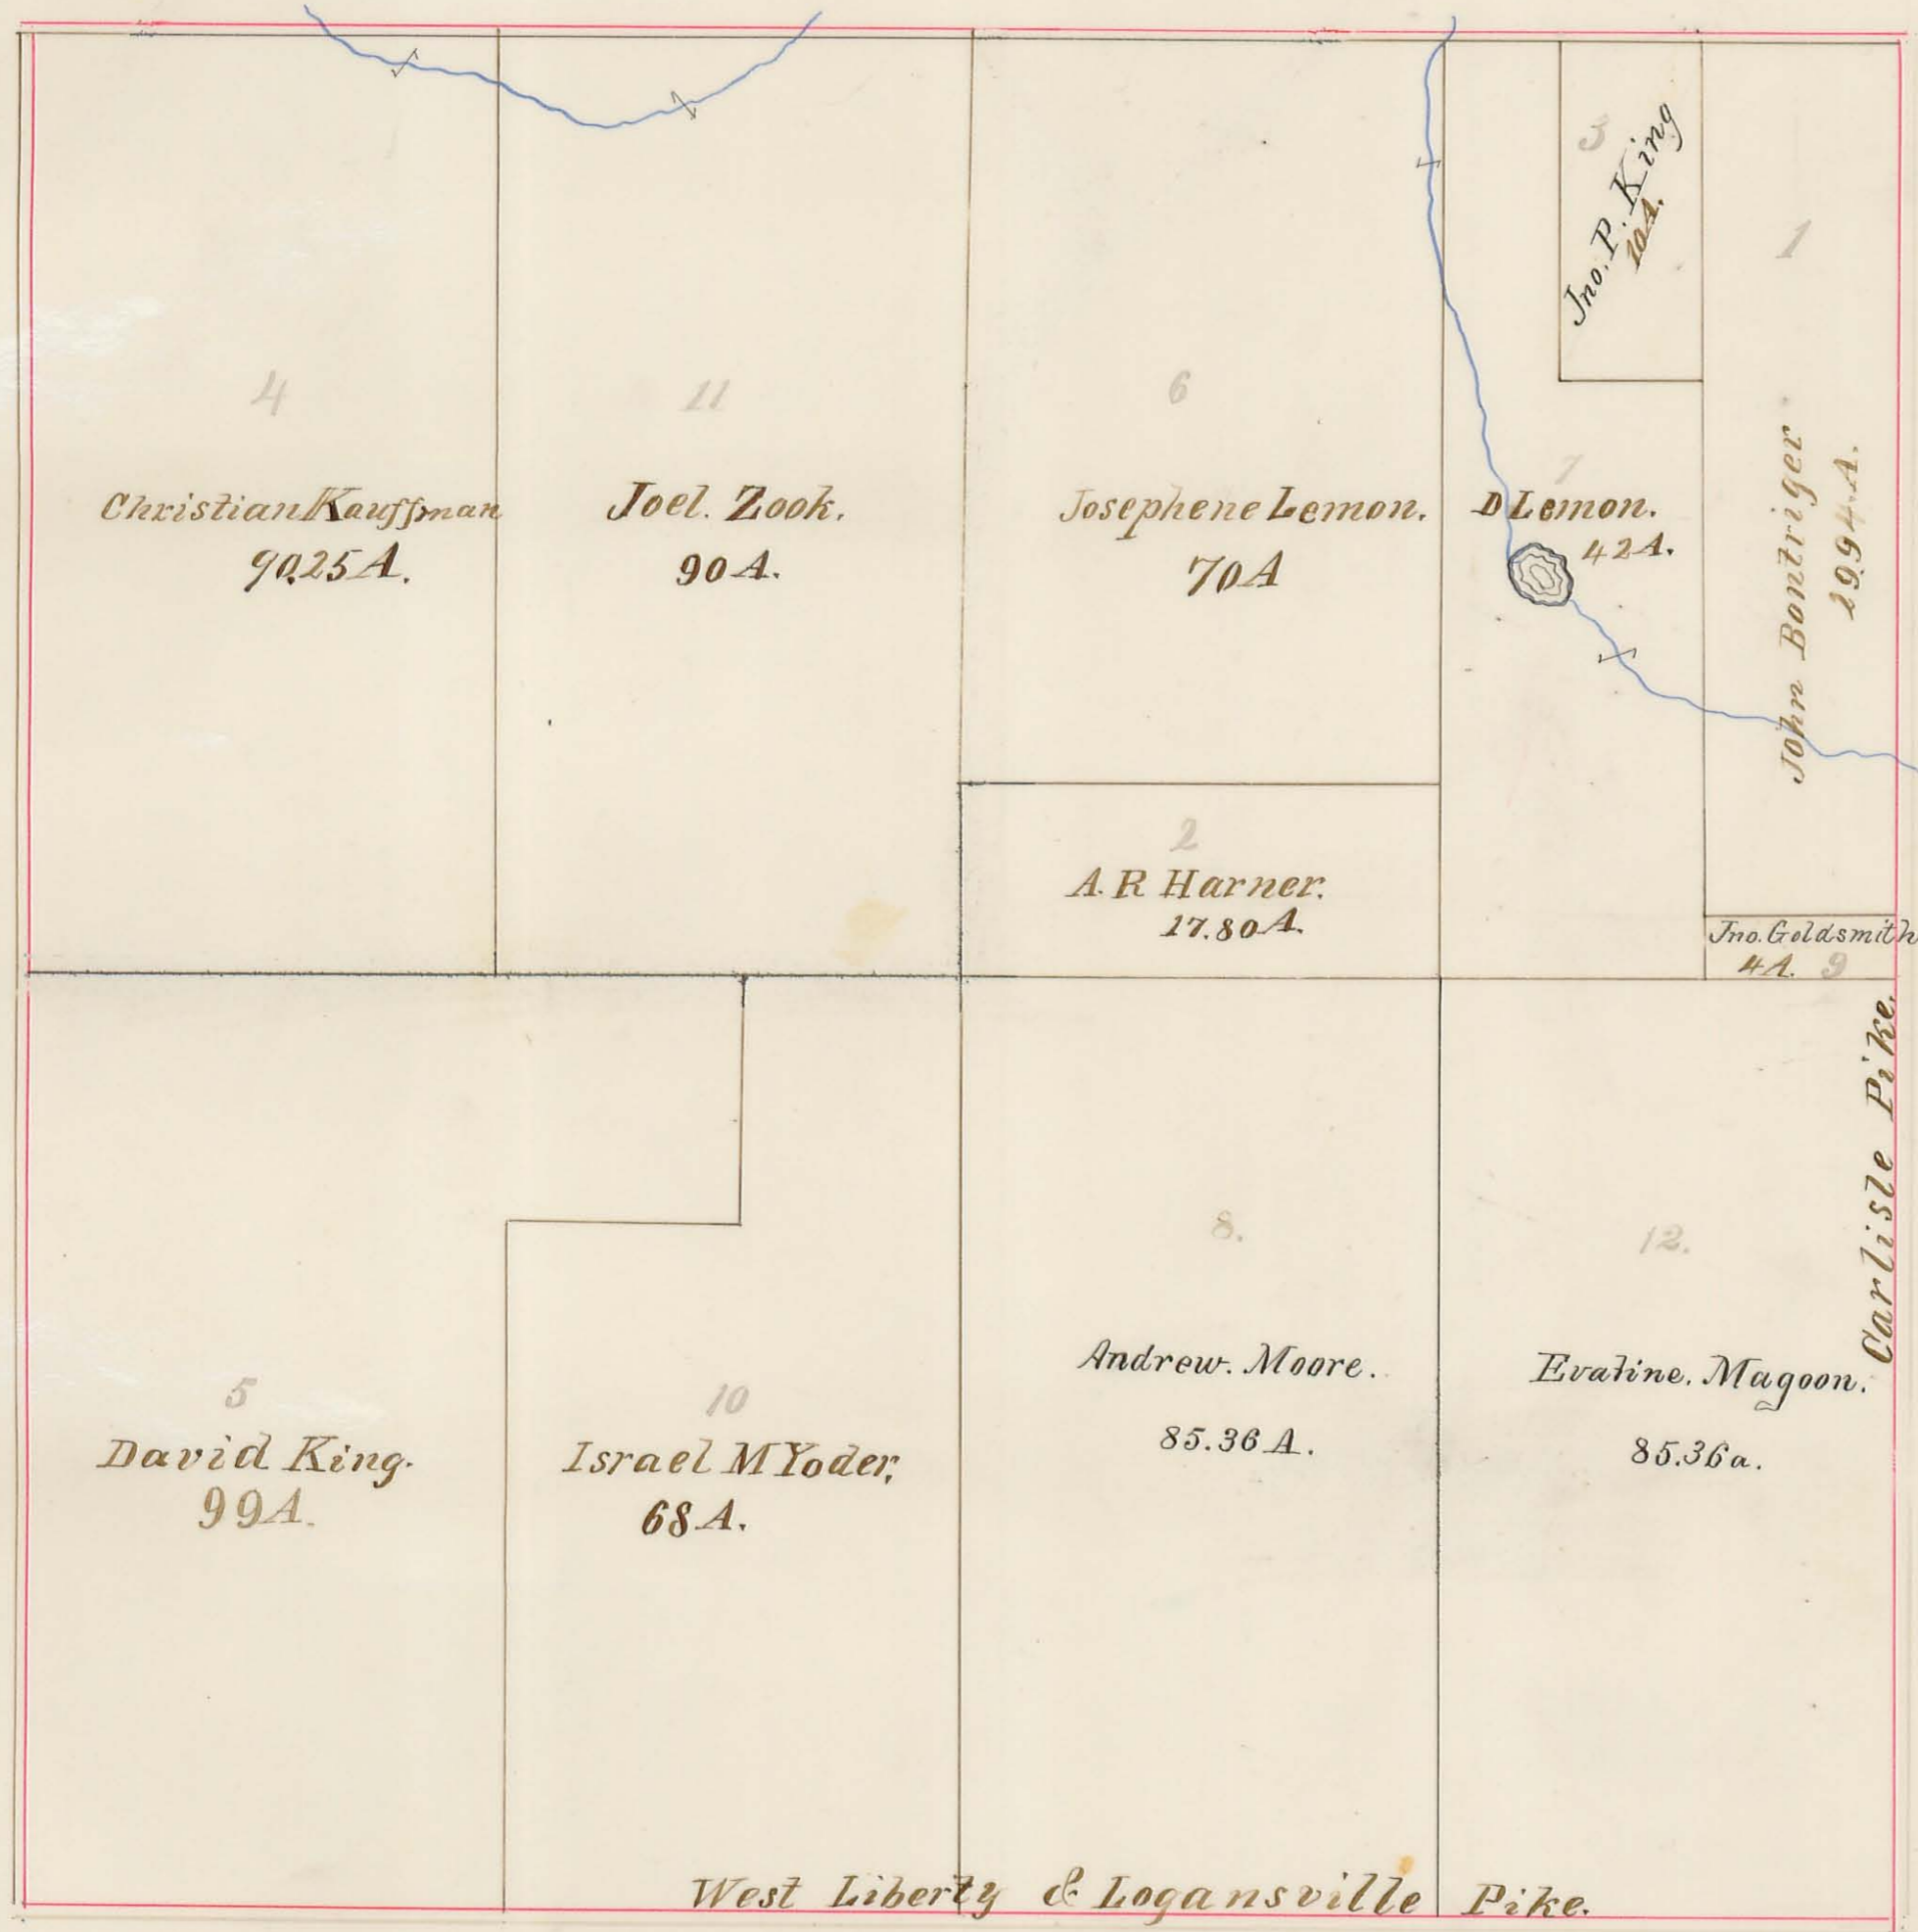 4
Christian Kauffman
90.25 A.
11
Joel. Zook.
90 A.
6
Josephene Lemon.
70 A
7
D Lemon.
42 A.
3
Jno. P. King
10 A.
1
John Bontriger
29.94 A.
2
A. R Harner.
17.80 A.
Jno. Goldsmith
4 A. 9
5
David King.
99 A.
10
Israel M Yoder,
68 A.
8.
Andrew. Moore.
85.36 A.
12.
Evaline. Magoon.
85.36 a.
Carlisle Pike.
West Liberty & Logansville Pike.